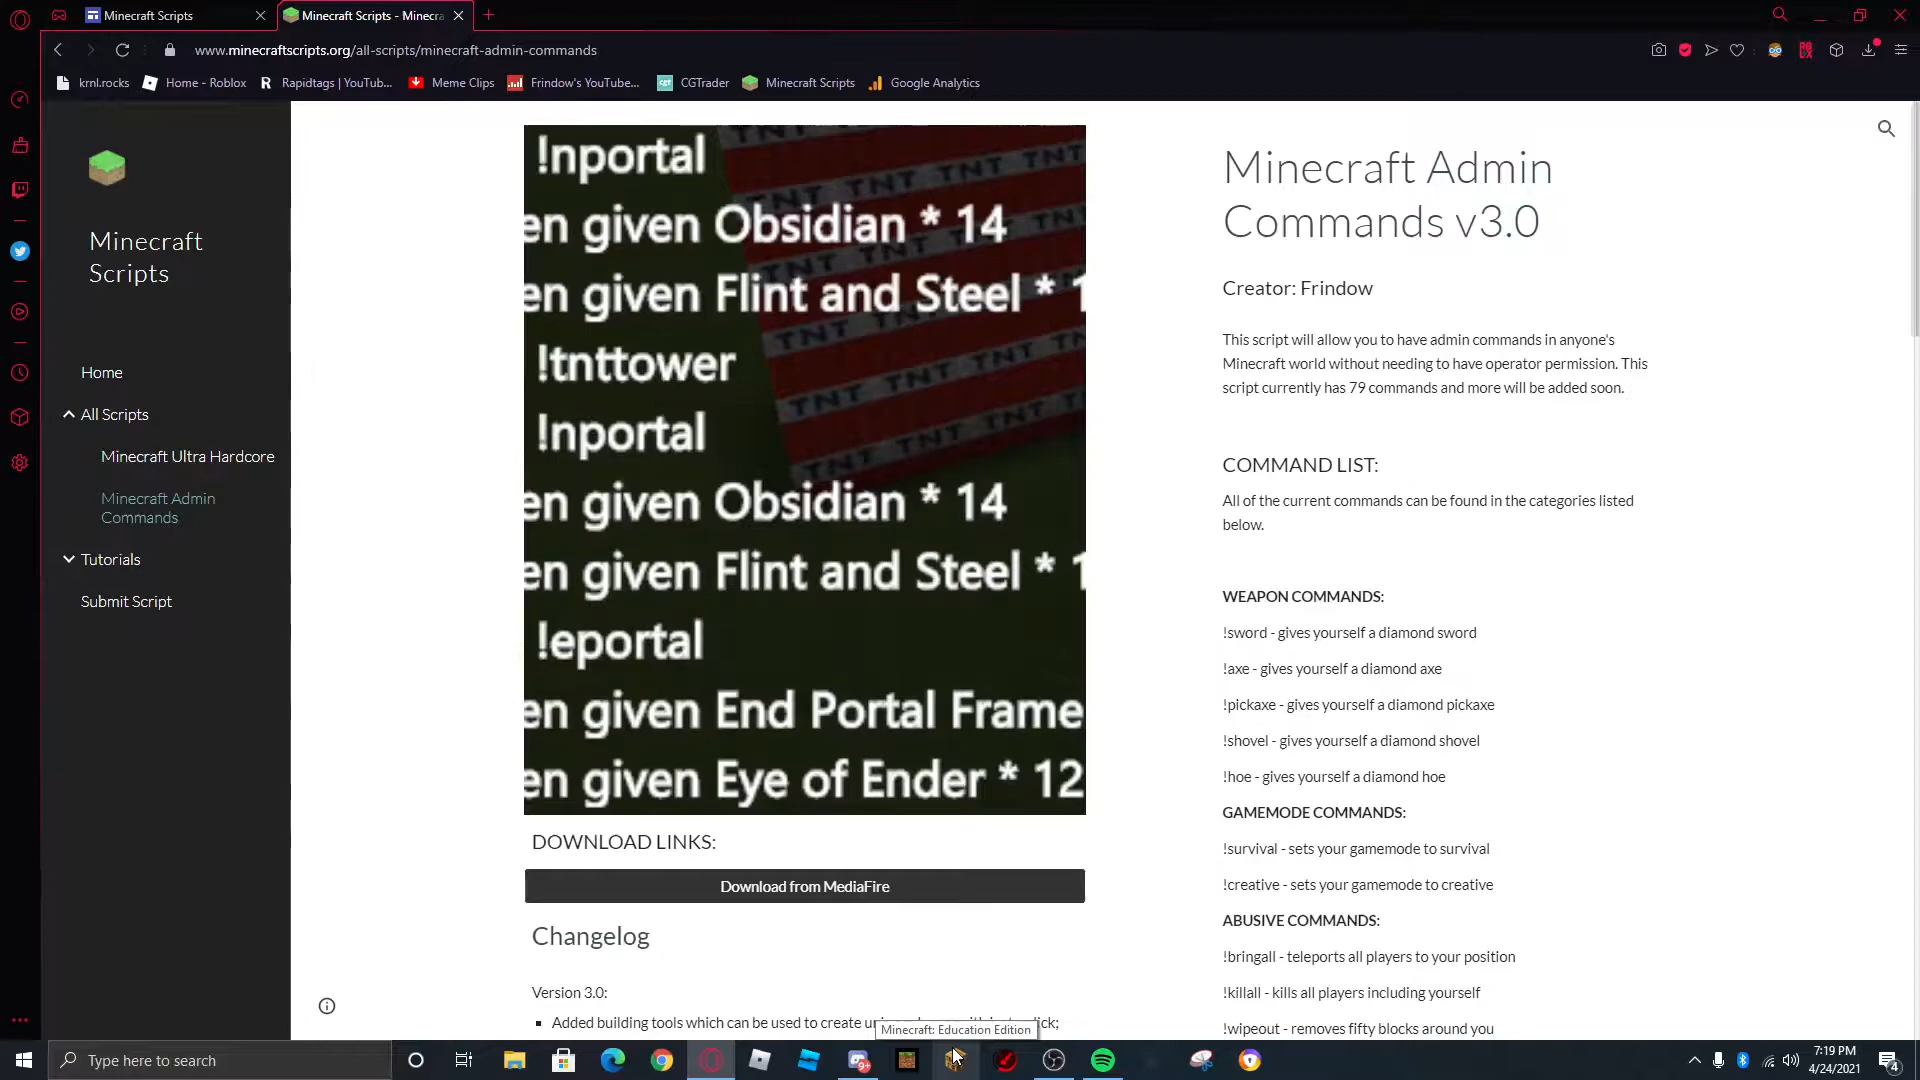 Minecraft Scripts
Minecraft Scripts - Minecra
www.minecraftscripts.org/all-scripts/minecraft-admin-commands
krnl.rocks
Home - Roblox
Rapidtags | YouTub...
Meme Clips
Frindow's YouTube...
CGTrader
Minecraft Scripts
Google Analytics
Minecraft
Scripts
Home
All Scripts
Minecraft Ultra Hardcore
Minecraft Admin
Commands
Tutorials
Submit Script
!nportal
en given Obsidian * 14
en given Flint and Steel * 1
!tnttower
!nportal
en given Obsidian * 14
en given Flint and Steel * 1
!eportal
en given End Portal Frame
en given Eye of Ender * 12
DOWNLOAD LINKS:
Download from MediaFire
Changelog
Version 3.0:
Added building tools which can be used to create
Minecraft Admin
Commands v3.0
Creator: Frindow
This script will allow you to have admin commands in anyone's
Minecraft world without needing to have operator permission. This
script currently has 79 commands and more will be added soon.
COMMAND LIST:
All of the current commands can be found in the categories listed
below.
WEAPON COMMANDS:
!sword - gives yourself a diamond sword
!axe - gives yourself a diamond axe
!pickaxe - gives yourself a diamond pickaxe
!shovel - gives yourself a diamond shovel
!hoe - gives yourself a diamond hoe
GAMEMODE COMMANDS:
!survival - sets your gamemode to survival
!creative - sets your gamemode to creative
ABUSIVE COMMANDS:
!bringall - teleports all players to your position
!killall - kills all players including yourself
!wipeout - removes fifty blocks around you
Minecraft: Education Edition
Type here to search
7:19 PM
4/24/2021